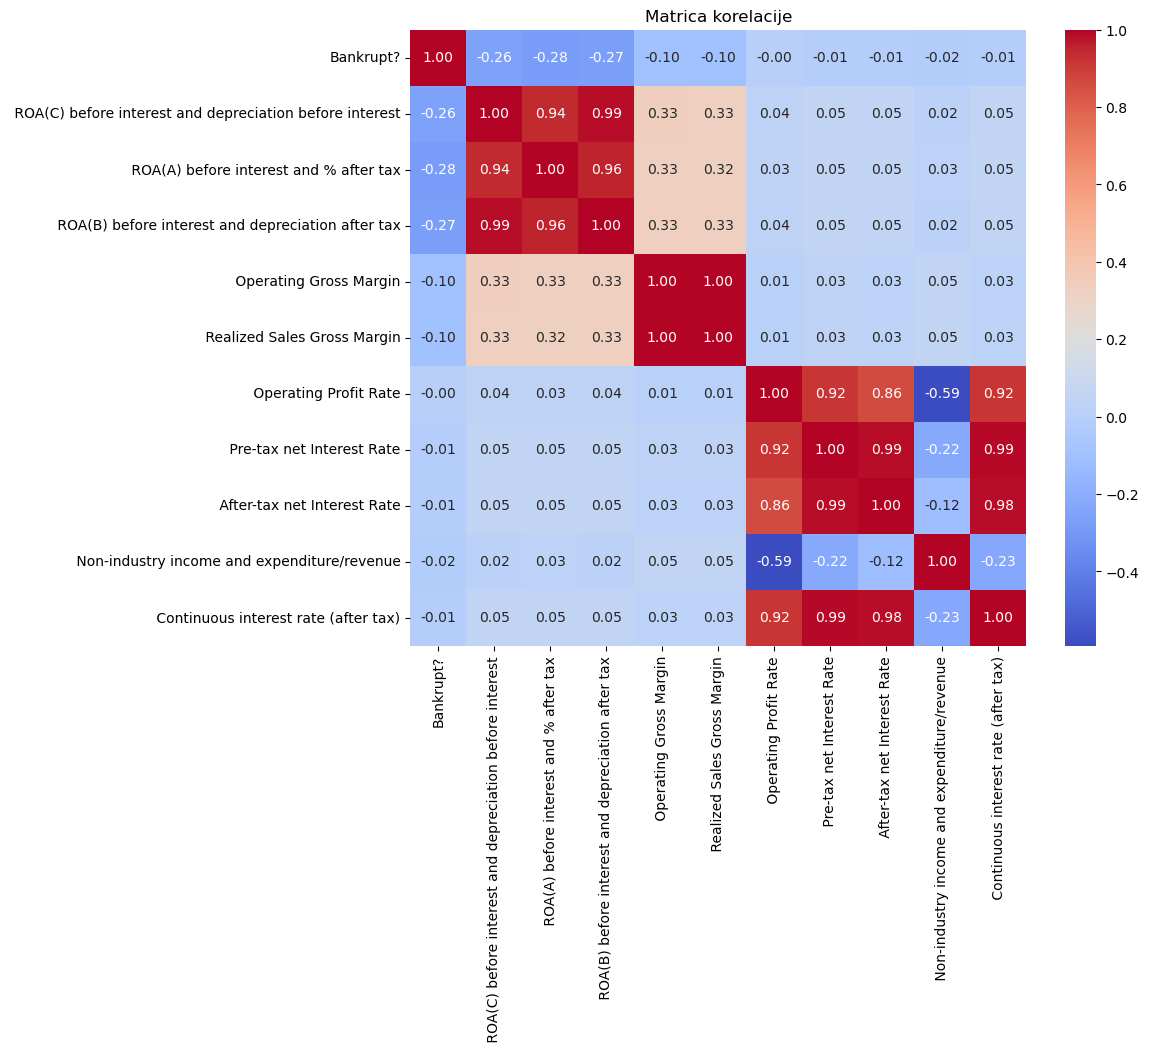 Matrica korelacije
Bankrupt? 1.00 -0.26 -0.28 -0.27 -0.10 -0.10 -0.00 -0.01 -0.01 -0.02 -0.01
ROA(C) before interest and depreciation before interest -0.26 1.00 0.94 0.99 0.33 0.33 0.04 0.05 0.05 0.02 0.05
ROA(A) before interest and % after tax -0.28 0.94 1.00 0.96 0.33 0.32 0.03 0.05 0.05 0.03 0.05
ROA(B) before interest and depreciation after tax -0.27 0.99 0.96 1.00 0.33 0.33 0.04 0.05 0.05 0.02 0.05
Operating Gross Margin -0.10 0.33 0.33 0.33 1.00 1.00 0.01 0.03 0.03 0.05 0.03
Realized Sales Gross Margin -0.10 0.33 0.32 0.33 1.00 1.00 0.01 0.03 0.03 0.05 0.03
Operating Profit Rate -0.00 0.04 0.03 0.04 0.01 0.01 1.00 0.92 0.86 -0.59 0.92
Pre-tax net Interest Rate -0.01 0.05 0.05 0.05 0.03 0.03 0.92 1.00 0.99 -0.22 0.99
After-tax net Interest Rate -0.01 0.05 0.05 0.05 0.03 0.03 0.86 0.99 1.00 -0.12 0.98
Non-industry income and expenditure/revenue -0.02 0.02 0.03 0.02 0.05 0.05 -0.59 -0.22 -0.12 1.00 -0.23
Continuous interest rate (after tax) -0.01 0.05 0.05 0.05 0.03 0.03 0.92 0.99 0.98 -0.23 1.00
Bankrupt?
ROA(C) before interest and depreciation before interest
ROA(A) before interest and % after tax
ROA(B) before interest and depreciation after tax
Operating Gross Margin
Realized Sales Gross Margin
Operating Profit Rate
Pre-tax net Interest Rate
After-tax net Interest Rate
Non-industry income and expenditure/revenue
Continuous interest rate (after tax)
1.0
0.8
0.6
0.4
0.2
0.0
−0.2
−0.4